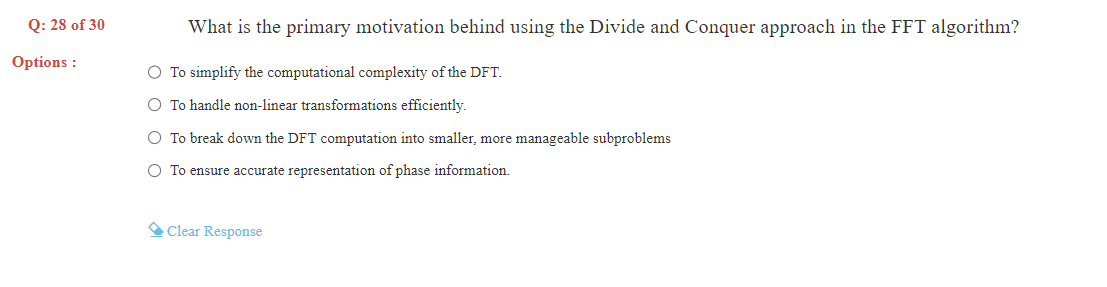 Q: 28 of 30
What is the primary motivation behind using the Divide and Conquer approach in the FFT algorithm?
Options :
To simplify the computational complexity of the DFT.
To handle non-linear transformations efficiently.
To break down the DFT computation into smaller, more manageable subproblems
To ensure accurate representation of phase information.
Clear Response